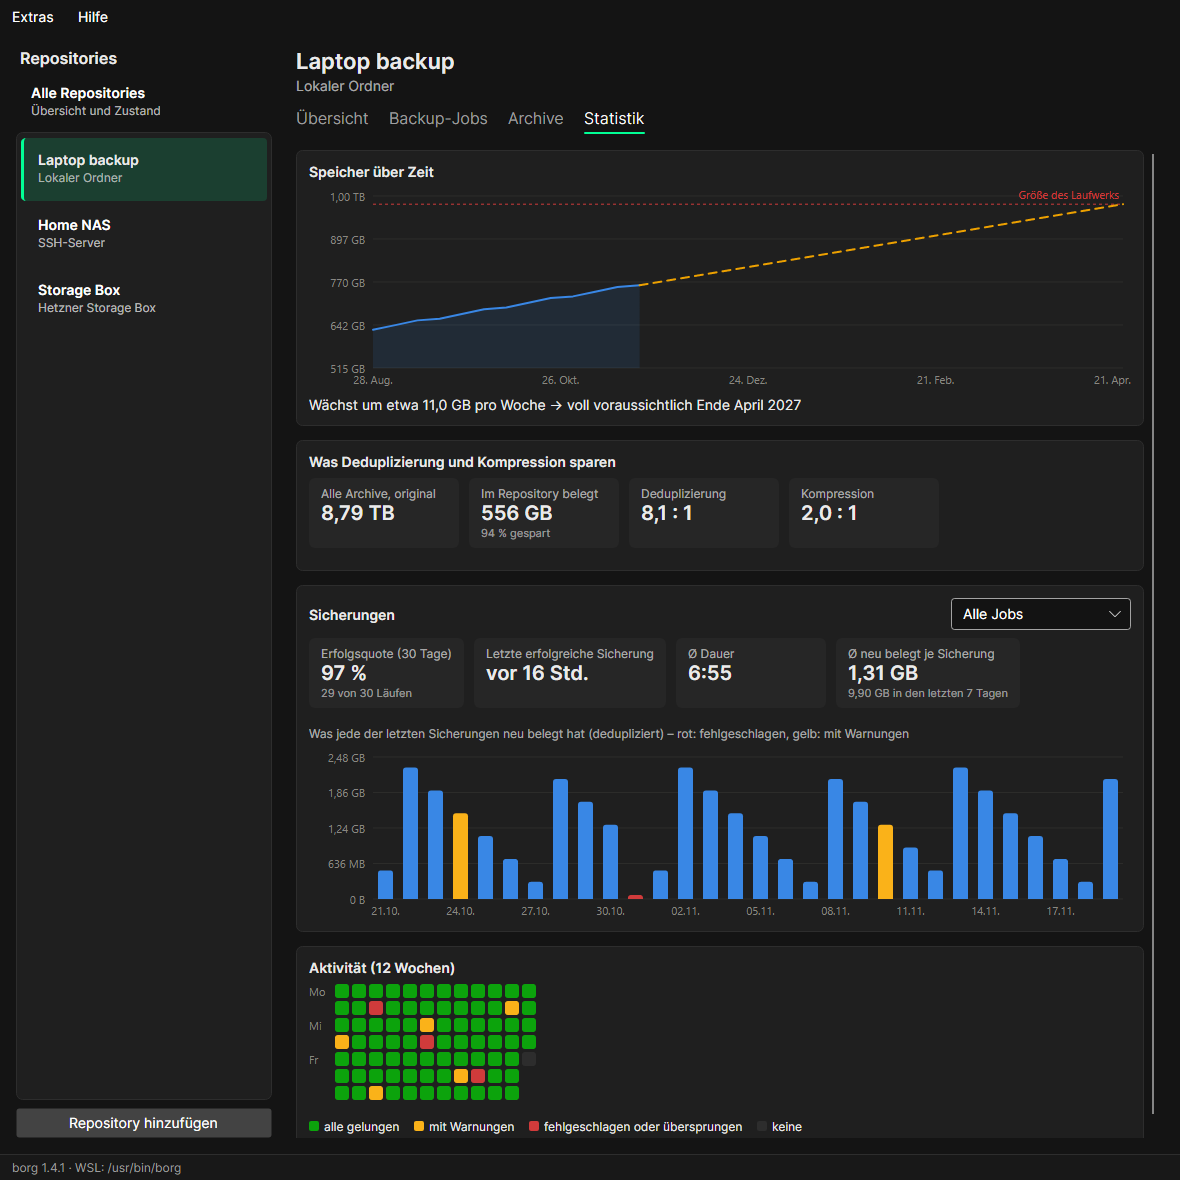 Extras Hilfe
Repositories
Alle Repositories
Übersicht und Zustand
Laptop backup
Lokaler Ordner
Home NAS
SSH-Server
Storage Box
Hetzner Storage Box
Repository hinzufügen
Laptop backup
Lokaler Ordner
Übersicht Backup-Jobs Archive Statistik
Speicher über Zeit
Größe des Laufwerks
1,00 TB
897 GB
770 GB
642 GB
515 GB
28. Aug. 26. Okt. 24. Dez. 21. Feb. 21. Apr.
Wächst um etwa 11,0 GB pro Woche → voll voraussichtlich Ende April 2027
Was Deduplizierung und Kompression sparen
Alle Archive, original
8,79 TB
Im Repository belegt
556 GB
94 % gespart
Deduplizierung
8,1 : 1
Kompression
2,0 : 1
Sicherungen
Alle Jobs
Erfolgsquote (30 Tage)
97 %
29 von 30 Läufen
Letzte erfolgreiche Sicherung
vor 16 Std.
Ø Dauer
6:55
Ø neu belegt je Sicherung
1,31 GB
9,90 GB in den letzten 7 Tagen
Was jede der letzten Sicherungen neu belegt hat (dedupliziert) – rot: fehlgeschlagen, gelb: mit Warnungen
2,48 GB
1,86 GB
1,24 GB
636 MB
0 B
21.10. 24.10. 27.10. 30.10. 02.11. 05.11. 08.11. 11.11. 14.11. 17.11.
Aktivität (12 Wochen)
Mo
Mi
Fr
alle gelungen mit Warnungen fehlgeschlagen oder übersprungen keine
borg 1.4.1 · WSL: /usr/bin/borg